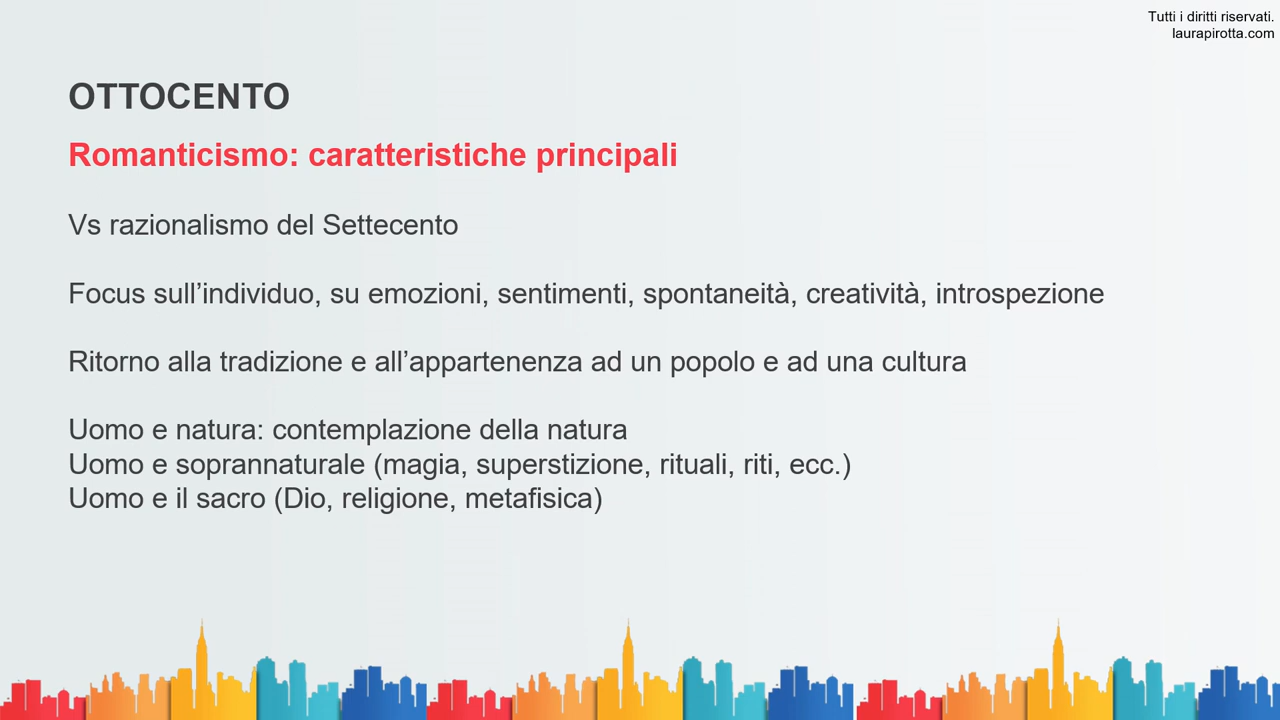 Tutti i diritti riservati.
laurapirotta.com
OTTOCENTO
Romanticismo: caratteristiche principali
Vs razionalismo del Settecento
Focus sull’individuo, su emozioni, sentimenti, spontaneità, creatività, introspezione
Ritorno alla tradizione e all’appartenenza ad un popolo e ad una cultura
Uomo e natura: contemplazione della natura
Uomo e soprannaturale (magia, superstizione, rituali, riti, ecc.)
Uomo e il sacro (Dio, religione, metafisica)